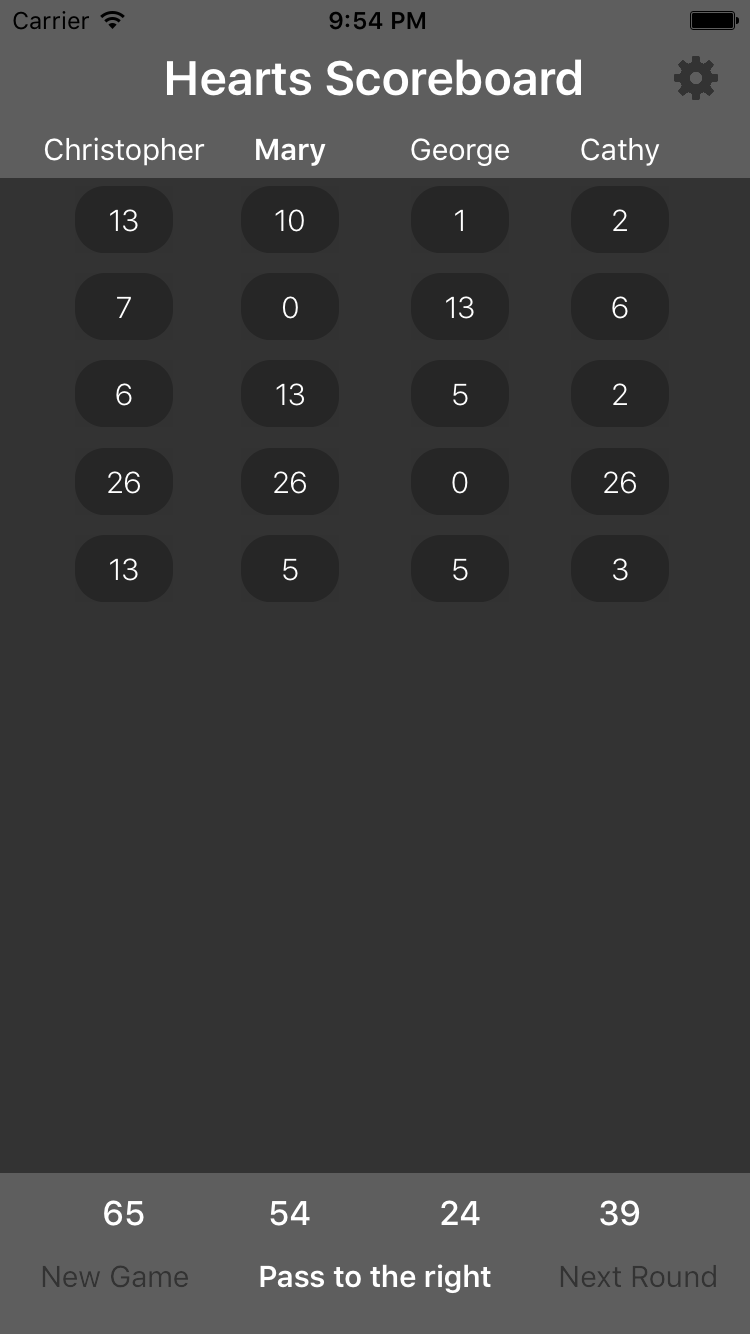 Carrier 9:54 PM
Hearts Scoreboard
Christopher Mary George Cathy
13 10 1 2
7 0 13 6
6 13 5 2
26 26 0 26
13 5 5 3
65 54 24 39
New Game Pass to the right Next Round